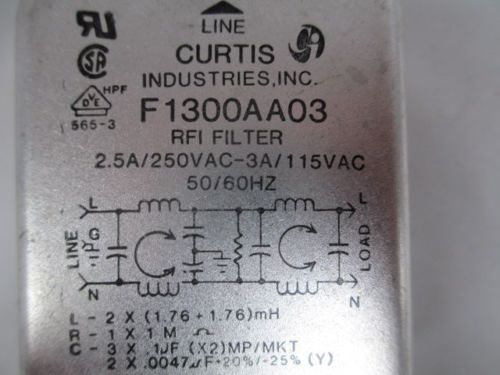 LINE
CURTIS
INDUSTRIES, INC.
HPF
VDE
565-3
F1300AA03
RFI FILTER
2.5A/250VAC-3A/115VAC
50/60HZ
L L
LINE G LOAD
N N
L-2 X (1.76+1.76)mH
R-1 X 1 M Ω
C-3 X .1µF (X2)MP/MKT
2 X .0047µF+20%/-25% (Y)